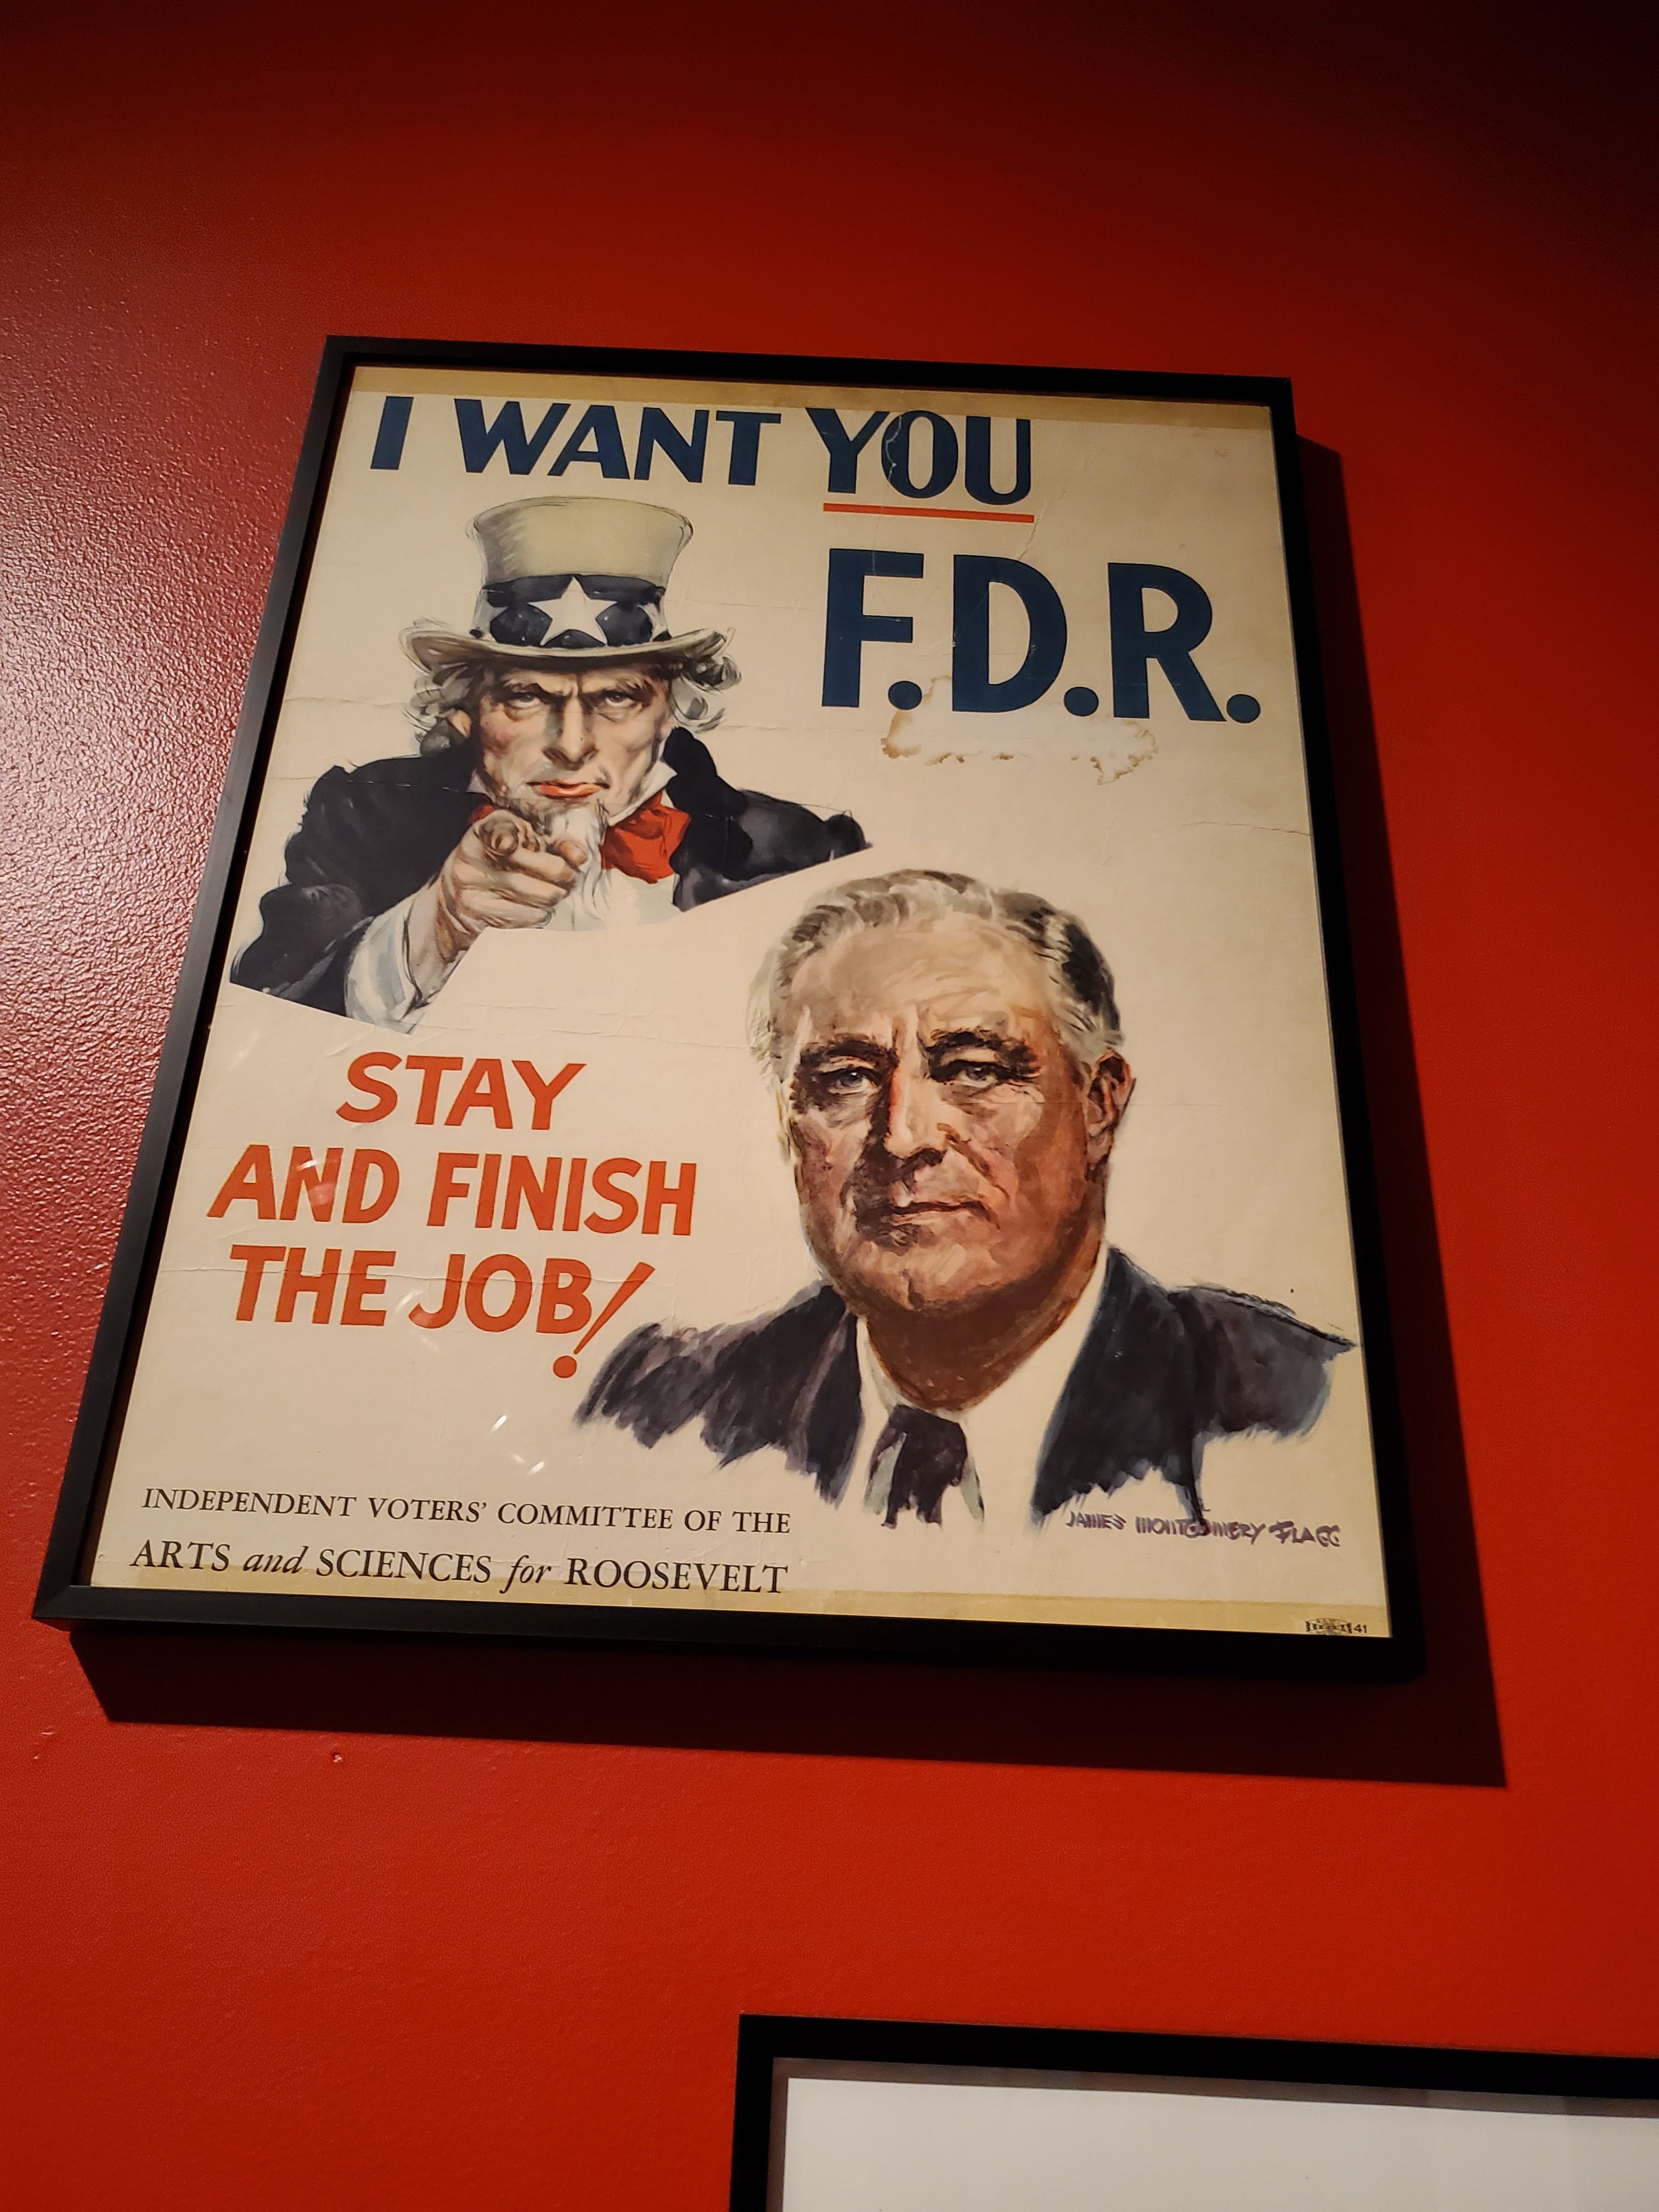 I WANT YOU
F.D.R.
STAY
AND FINISH
THE JOB!
INDEPENDENT VOTERS' COMMITTEE OF THE
ARTS and SCIENCES for ROOSEVELT
JAMES MONTGOMERY FLAGG
41